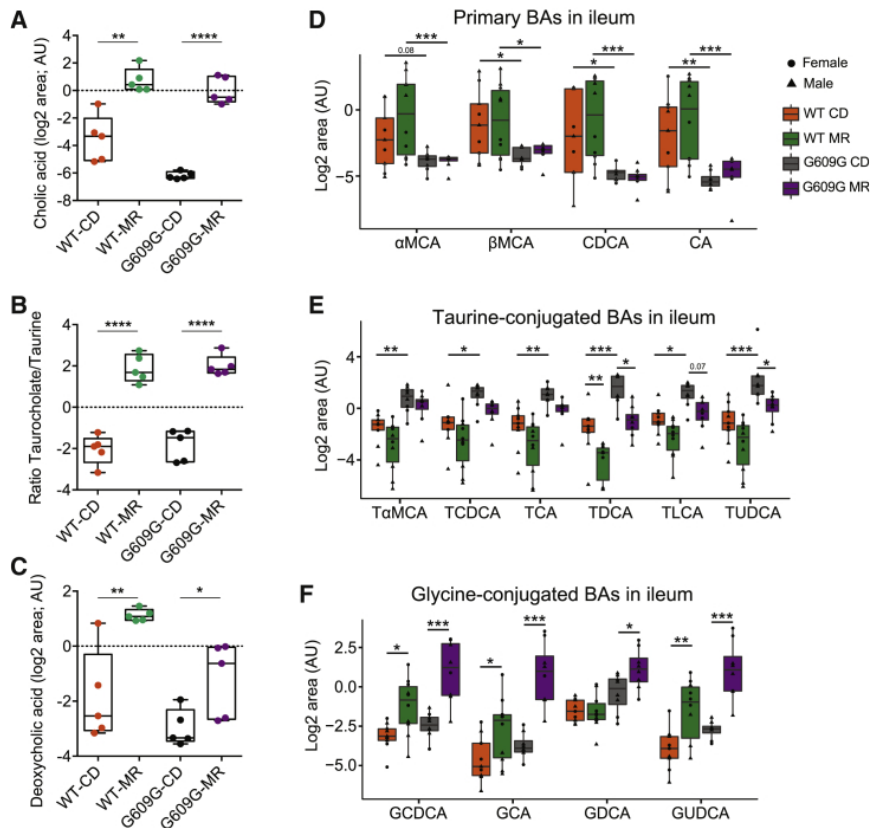 A
Cholic acid (log2 area; AU)
4
2
0
-2
-4
-6
-8
**
****
WT-CD
WT-MR
G609G-CD
G609G-MR
B
Ratio Taurocholate/Taurine
4
2
0
-2
-4
****
****
WT-CD
WT-MR
G609G-CD
G609G-MR
C
Deoxycholic acid (log2 area; AU)
2
0
-2
-4
**
*
WT-CD
WT-MR
G609G-CD
G609G-MR
D
Primary BAs in ileum
Log2 area (AU)
0
−5
0.08
***
*
*
*
***
**
***
αMCA
βMCA
CDCA
CA
Female
Male
WT CD
WT MR
G609G CD
G609G MR
E
Taurine-conjugated BAs in ileum
Log2 area (AU)
4
0
−4
**
*
**
***
**
*
*
0.07
***
*
TαMCA
TCDCA
TCA
TDCA
TLCA
TUDCA
F
Glycine-conjugated BAs in ileum
Log2 area (AU)
2.5
0.0
−2.5
−5.0
*
***
*
***
*
**
***
GCDCA
GCA
GDCA
GUDCA